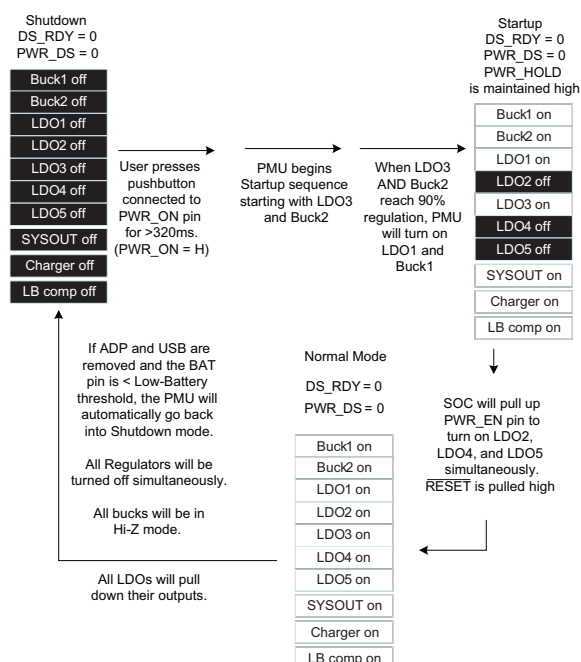 Shutdown
DS_RDY = 0
PWR_DS = 0
Buck1 off
Buck2 off
LDO1 off
LDO2 off
LDO3 off
LDO4 off
LDO5 off
SYSOUT off
Charger off
LB comp off
User presses
pushbutton
connected to
PWR_ON pin
for >320ms.
(PWR_ON = H)
PMU begins
Startup sequence
starting with LDO3
and Buck2
When LDO3
AND Buck2
reach 90%
regulation, PMU
will turn on
LDO1 and
Buck1
Startup
DS_RDY = 0
PWR_DS = 0
PWR_HOLD
is maintained high
Buck1 on
Buck2 on
LDO1 on
LDO2 off
LDO3 on
LDO4 off
LDO5 off
SYSOUT on
Charger on
LB comp on
SOC will pull up
PWR_EN pin to
turn on LDO2,
LDO4, and LDO5
simultaneously.
RESET is pulled high
Normal Mode
DS_RDY = 0
PWR_DS = 0
Buck1 on
Buck2 on
LDO1 on
LDO2 on
LDO3 on
LDO4 on
LDO5 on
SYSOUT on
Charger on
LB comp on
If ADP and USB are
removed and the BAT
pin is < Low-Battery
threshold, the PMU will
automatically go back
into Shutdown mode.
All Regulators will be
turned off simultaneously.
All bucks will be in
Hi-Z mode.
All LDOs will pull
down their outputs.